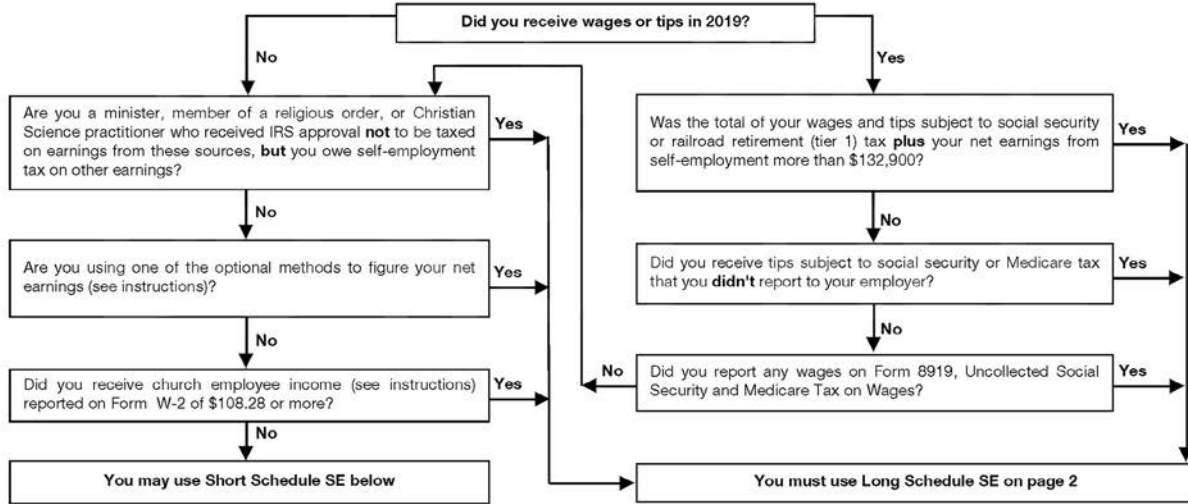 Did you receive wages or tips in 2019?
No
Yes
Are you a minister, member of a religious order, or Christian
Science practitioner who received IRS approval not to be taxed
on earnings from these sources, but you owe self-employment
tax on other earnings?
Yes
No
Are you using one of the optional methods to figure your net
earnings (see instructions)?
Yes
No
Did you receive church employee income (see instructions)
reported on Form W-2 of $108.28 or more?
Yes
No
You may use Short Schedule SE below
Was the total of your wages and tips subject to social security
or railroad retirement (tier 1) tax plus your net earnings from
self-employment more than $132,900?
Yes
No
Did you receive tips subject to social security or Medicare tax
that you didn't report to your employer?
Yes
No
Did you report any wages on Form 8919, Uncollected Social
Security and Medicare Tax on Wages?
No
Yes
You must use Long Schedule SE on page 2